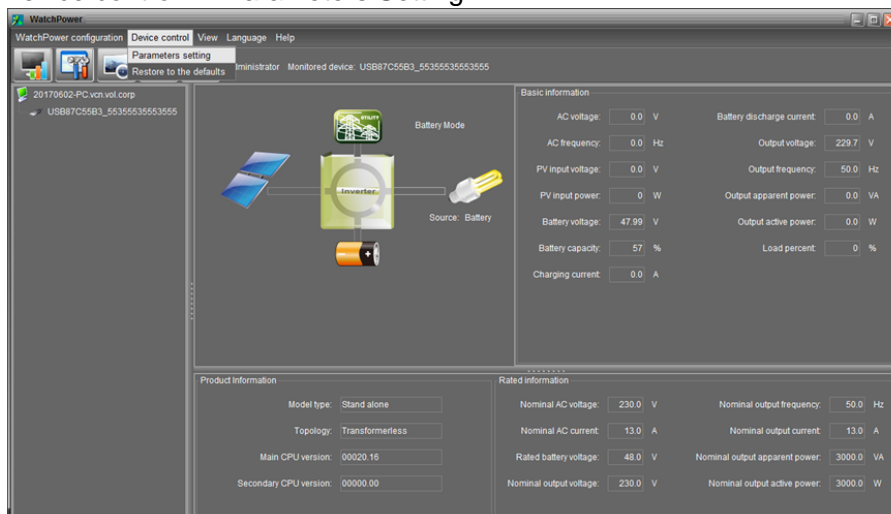 WatchPower
WatchPower configuration Device control View Language Help
Parameters setting
Restore to the defaults
Administrator Monitored device: USB87C55B3_55355535553555
20170602-PC.vcn.vol.corp
USB87C55B3_55355535553555
UTILITY
Battery Mode
Inverter
Source: Battery
Basic information
AC voltage: 0.0 V Battery discharge current: 0.0 A
AC frequency: 0.0 Hz Output voltage: 229.7 V
PV input voltage: 0.0 V Output frequency: 50.0 Hz
PV input power: 0 W Output apparent power: 0.0 VA
Battery voltage: 47.99 V Output active power: 0.0 W
Battery capacity: 57 % Load percent: 0 %
Charging current: 0.0 A
Product Information
Model type: Stand alone
Topology: Transformerless
Main CPU version: 00020.16
Secondary CPU version: 00000.00
Rated information
Nominal AC voltage: 230.0 V Nominal output frequency: 50.0 Hz
Nominal AC current: 13.0 A Nominal output current: 13.0 A
Rated battery voltage: 48.0 V Nominal output apparent power: 3000.0 VA
Nominal output voltage: 230.0 V Nominal output active power: 3000.0 W